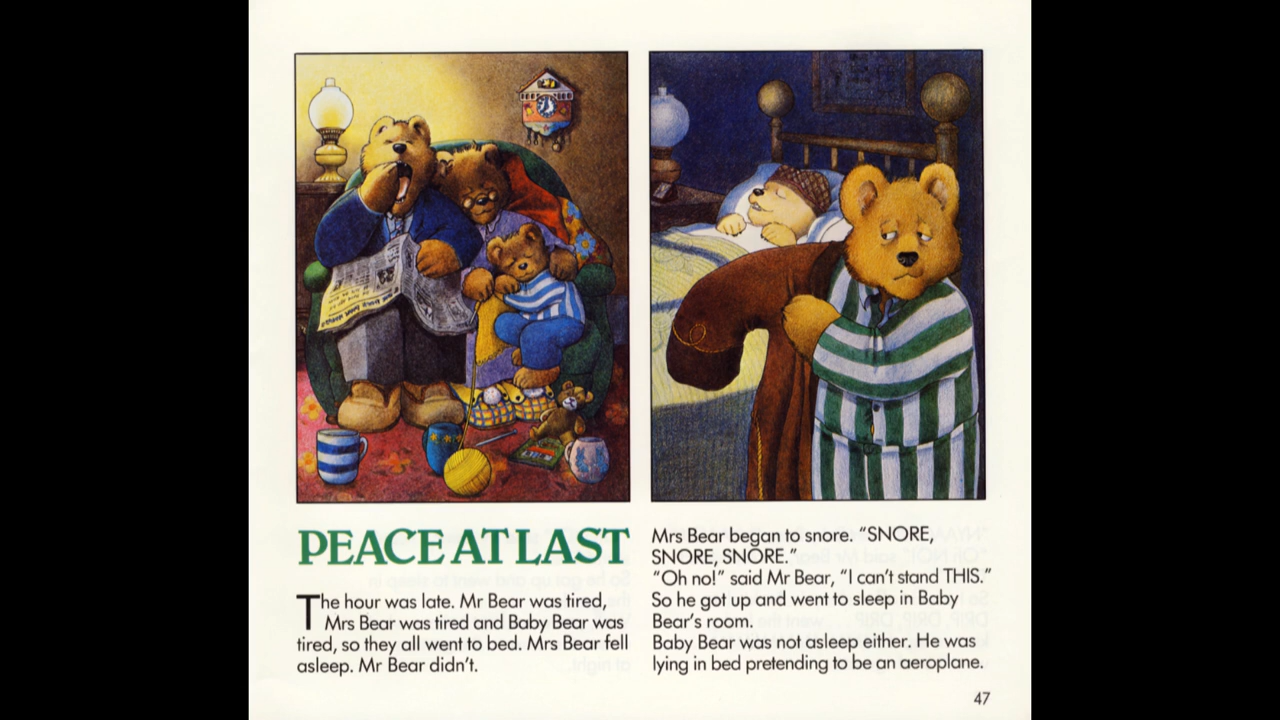 PEACE AT LAST
The hour was late. Mr Bear was tired,
Mrs Bear was tired and Baby Bear was
tired, so they all went to bed. Mrs Bear fell
asleep. Mr Bear didn't.
Mrs Bear began to snore. “SNORE,
SNORE, SNORE.”
“Oh no!” said Mr Bear, “I can't stand THIS.”
So he got up and went to sleep in Baby
Bear's room.
Baby Bear was not asleep either. He was
lying in bed pretending to be an aeroplane.
47